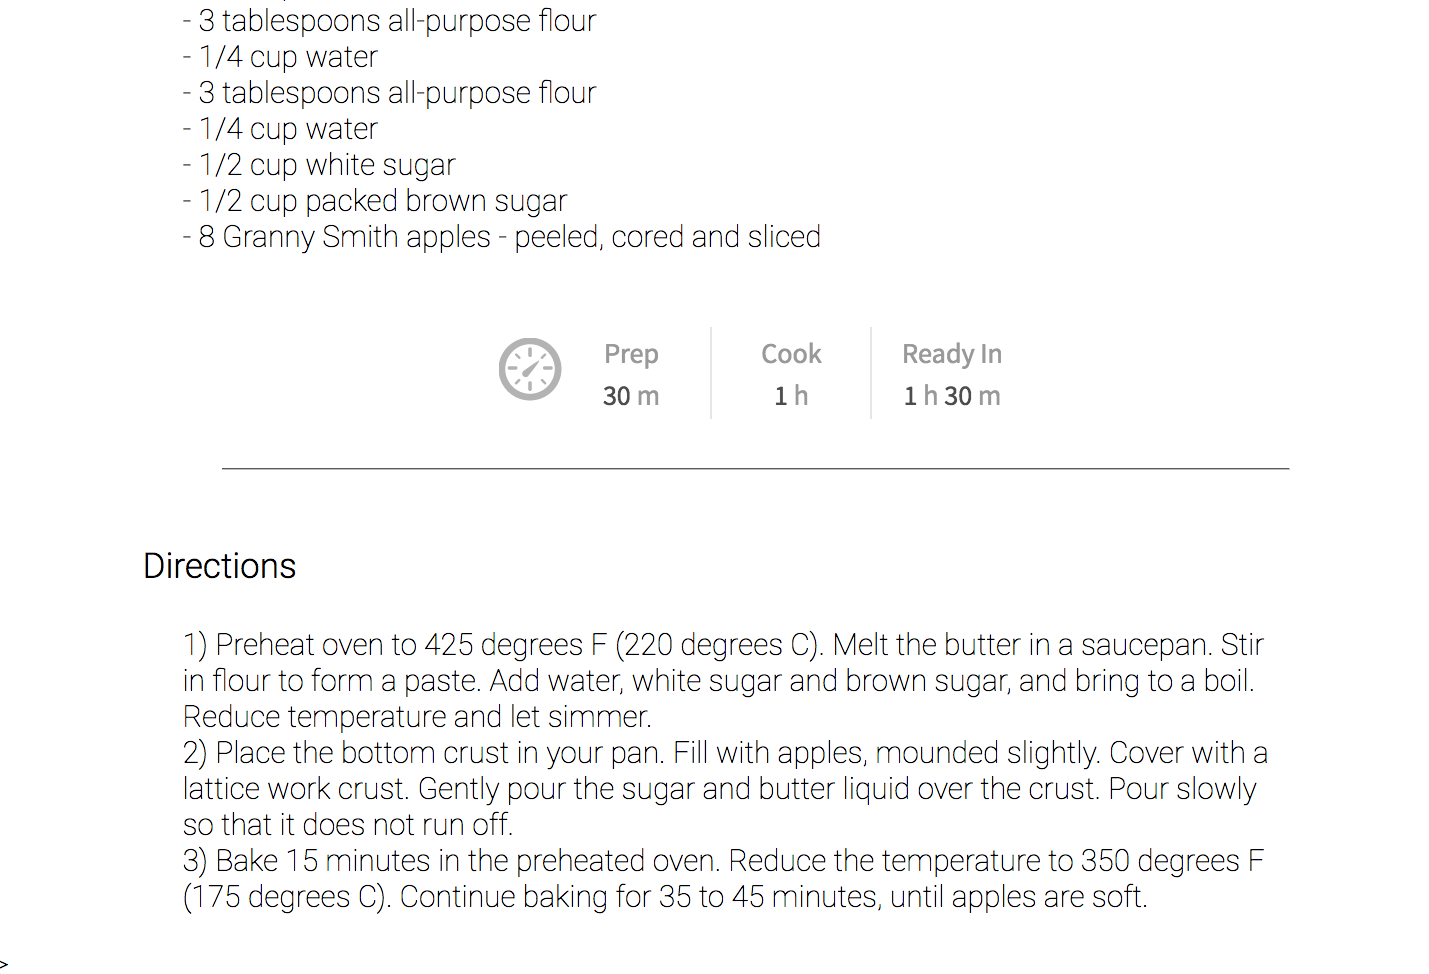 - 3 tablespoons all-purpose flour
- 1/4 cup water
- 3 tablespoons all-purpose flour
- 1/4 cup water
- 1/2 cup white sugar
- 1/2 cup packed brown sugar
- 8 Granny Smith apples - peeled, cored and sliced
Prep Cook Ready In
30 m 1 h 1 h 30 m
Directions
1) Preheat oven to 425 degrees F (220 degrees C). Melt the butter in a saucepan. Stir
in flour to form a paste. Add water, white sugar and brown sugar, and bring to a boil.
Reduce temperature and let simmer.
2) Place the bottom crust in your pan. Fill with apples, mounded slightly. Cover with a
lattice work crust. Gently pour the sugar and butter liquid over the crust. Pour slowly
so that it does not run off.
3) Bake 15 minutes in the preheated oven. Reduce the temperature to 350 degrees F
(175 degrees C). Continue baking for 35 to 45 minutes, until apples are soft.
>